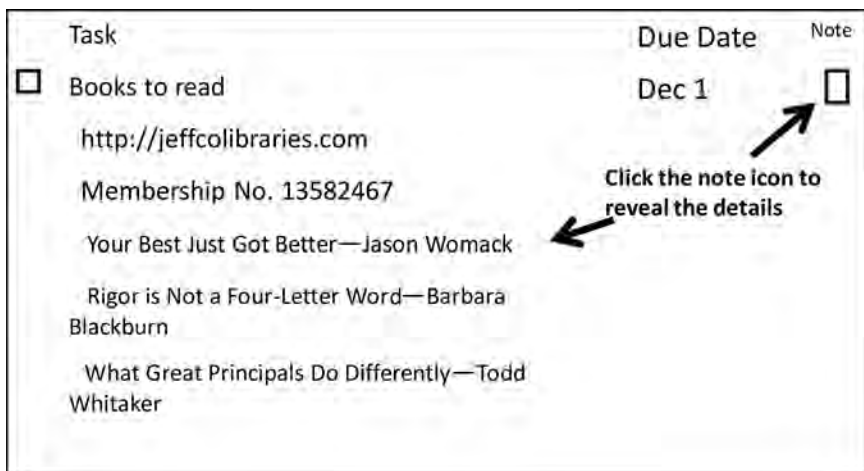 Task Due Date Note
Books to read Dec 1
http://jeffcolibraries.com
Membership No. 13582467
Click the note icon to
reveal the details
Your Best Just Got Better—Jason Womack
Rigor is Not a Four-Letter Word—Barbara
Blackburn
What Great Principals Do Differently—Todd
Whitaker